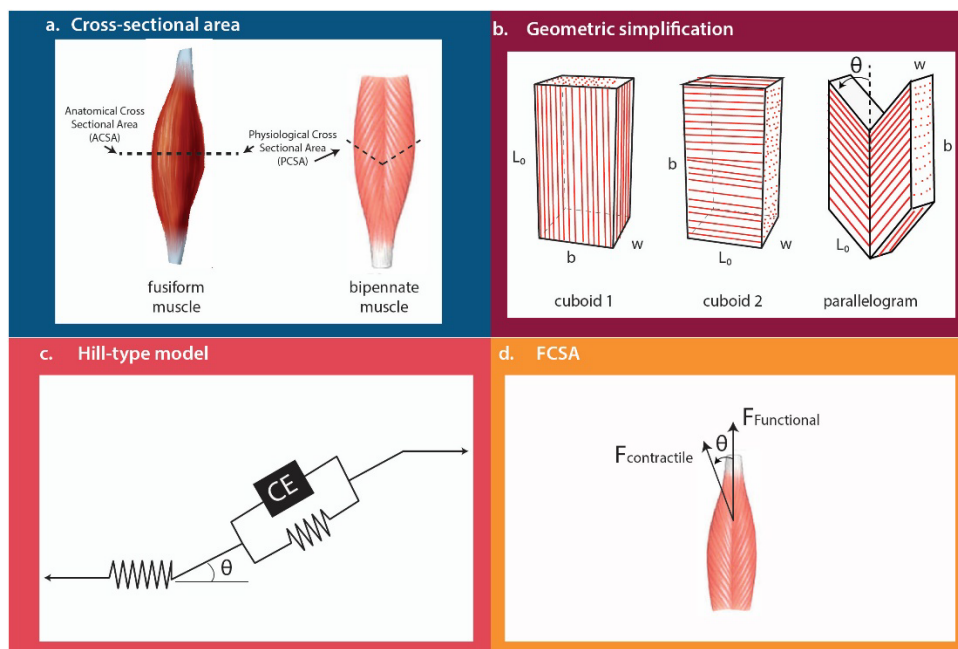 a. Cross-sectional area
Anatomical Cross
Sectional Area
(ACSA)
Physiological Cross
Sectional Area
(PCSA)
fusiform
muscle
bipennate
muscle
b. Geometric simplification
L₀
b
w
cuboid 1
b
L₀
w
cuboid 2
θ
w
b
L₀
parallelogram
c. Hill-type model
CE
θ
d. FCSA
FFunctional
θ
Fcontractile